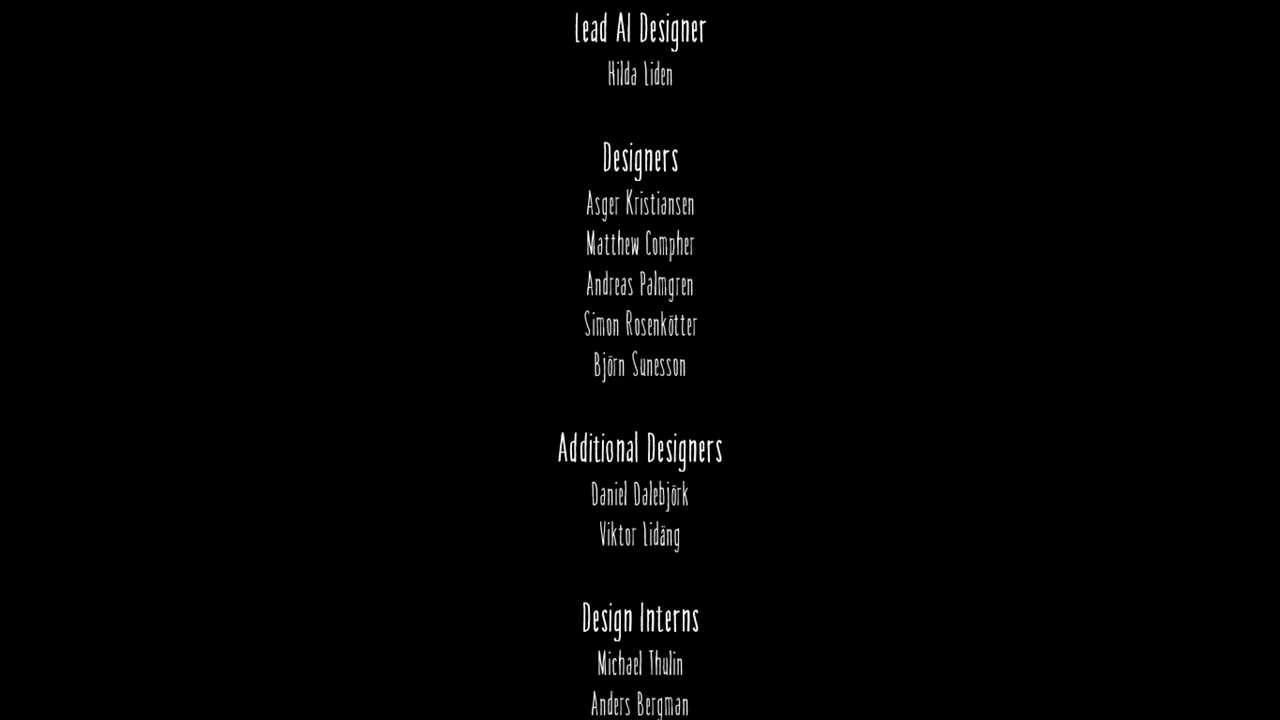 Lead AI Designer
Hilda Liden
Designers
Asger Kristiansen
Matthew Compher
Andreas Palmgren
Simon Rosenkötter
Björn Sunesson
Additional Designers
Daniel Dalebjörk
Viktor Lidäng
Design Interns
Michael Thulin
Anders Bergman